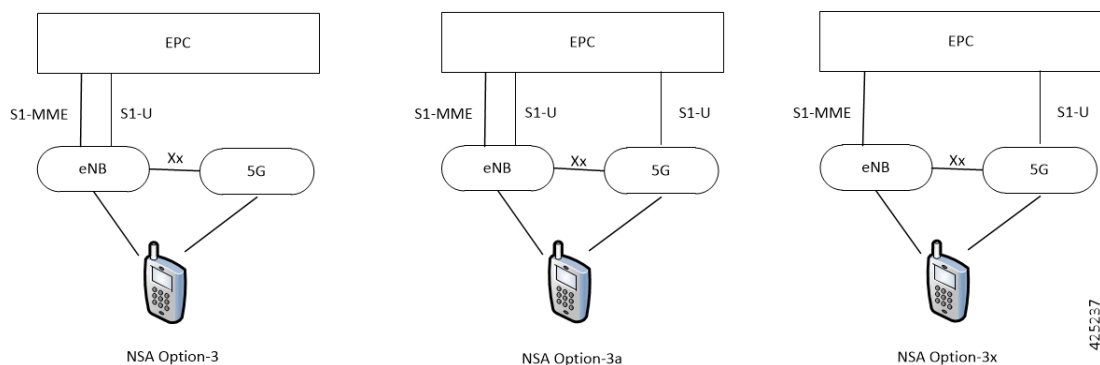 EPC
S1-MME
S1-U
eNB
Xx
5G
NSA Option-3
EPC
S1-MME
S1-U
S1-U
eNB
Xx
5G
NSA Option-3a
EPC
S1-MME
S1-U
eNB
Xx
5G
NSA Option-3x
425237